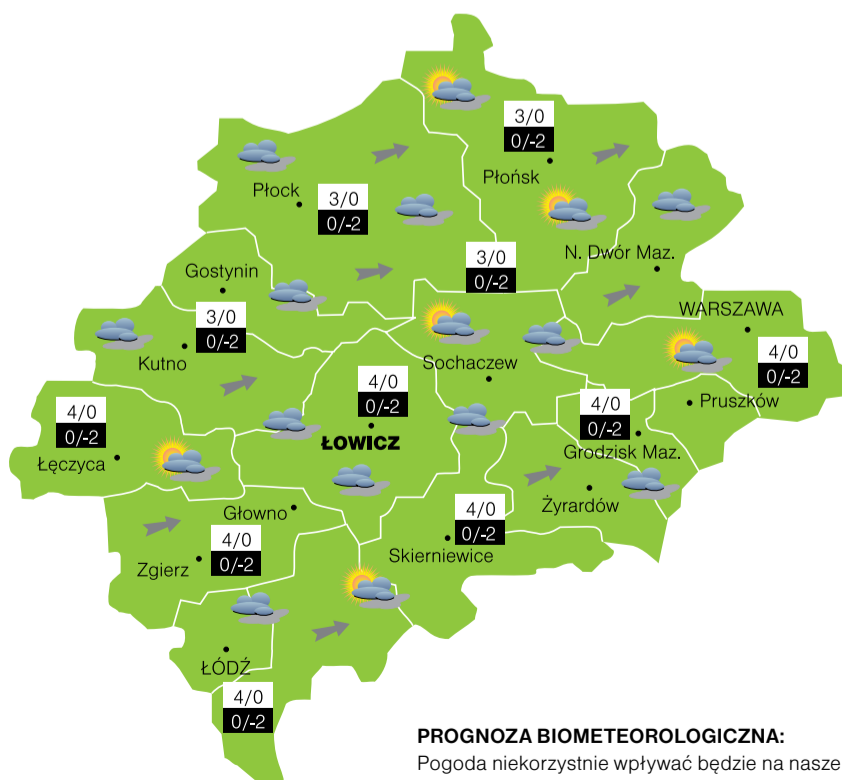 3/0
0/-2
Płońsk
Płock
3/0
0/-2
N. Dwór Maz.
3/0
0/-2
Gostynin
WARSZAWA
3/0
0/-2
Kutno
Sochaczew
4/0
0/-2
Pruszków
4/0
0/-2
ŁOWICZ
4/0
0/-2
Grodzisk Maz.
4/0
0/-2
Łęczyca
Żyrardów
Głowno
4/0
0/-2
Skierniewice
4/0
0/-2
Zgierz
ŁÓDŹ
4/0
0/-2
PROGNOZA BIOMETEOROLOGICZNA:
Pogoda niekorzystnie wpływać będzie na nasze